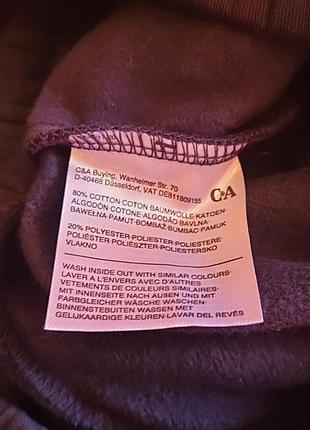 C&A Buying, Wanheimer Str. 70
D-40468 Düsseldorf, VAT DE811809155
C&A
80% COTTON-COTON-BAUMWOLLE-KATOEN-
ALGODÓN-COTONE-ALGODÃO-BAVLNA-
BAWEŁNA-PAMUT-BOMBAŽ-BUMBAC-PAMUK
20% POLYESTER-POLIESTER-POLIESTERE-
POLIÉSTER-POLIÉSZTER-POLIESTERSKO
VLAKNO
WASH INSIDE OUT WITH SIMILAR COLOURS-
LAVER A L'ENVERS AVEC D'AUTRES
VETEMENTS DE COULEURS SIMILAIRES-
MIT INNENSEITE NACH AUßEN UND MIT
FARBGLEICHER WÄSCHE WASCHEN-
BINNENSTEBUITEN WASSEN MET
GELIJKAARDIGE KLEUREN-LAVAR DEL REVÉS